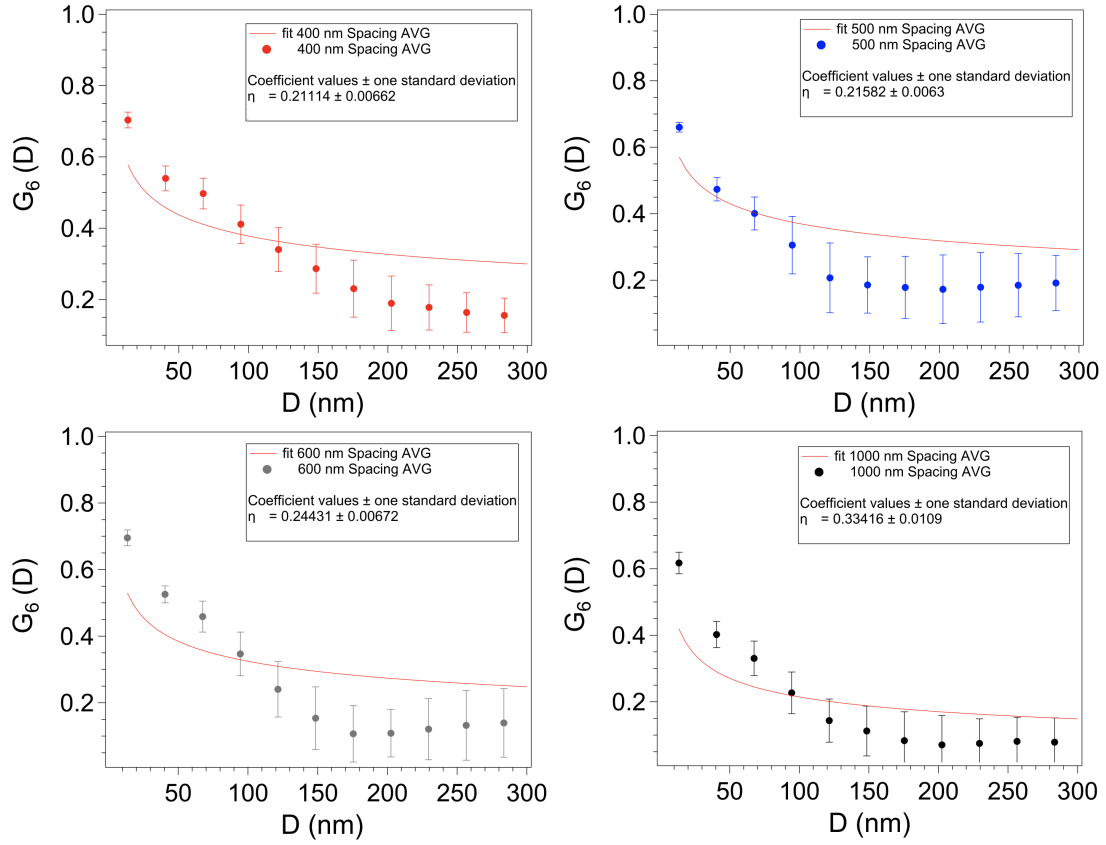 1.0
0.8
0.6
0.4
0.2
G6 (D)
fit 400 nm Spacing AVG
400 nm Spacing AVG
Coefficient values ± one standard deviation
η = 0.21114 ± 0.00662
50 100 150 200 250 300
D (nm)
1.0
0.8
0.6
0.4
0.2
G6 (D)
fit 500 nm Spacing AVG
500 nm Spacing AVG
Coefficient values ± one standard deviation
η = 0.21582 ± 0.0063
50 100 150 200 250 300
D (nm)
1.0
0.8
0.6
0.4
0.2
G6 (D)
fit 600 nm Spacing AVG
600 nm Spacing AVG
Coefficient values ± one standard deviation
η = 0.24431 ± 0.00672
50 100 150 200 250 300
D (nm)
1.0
0.8
0.6
0.4
0.2
G6 (D)
fit 1000 nm Spacing AVG
1000 nm Spacing AVG
Coefficient values ± one standard deviation
η = 0.33416 ± 0.0109
50 100 150 200 250 300
D (nm)